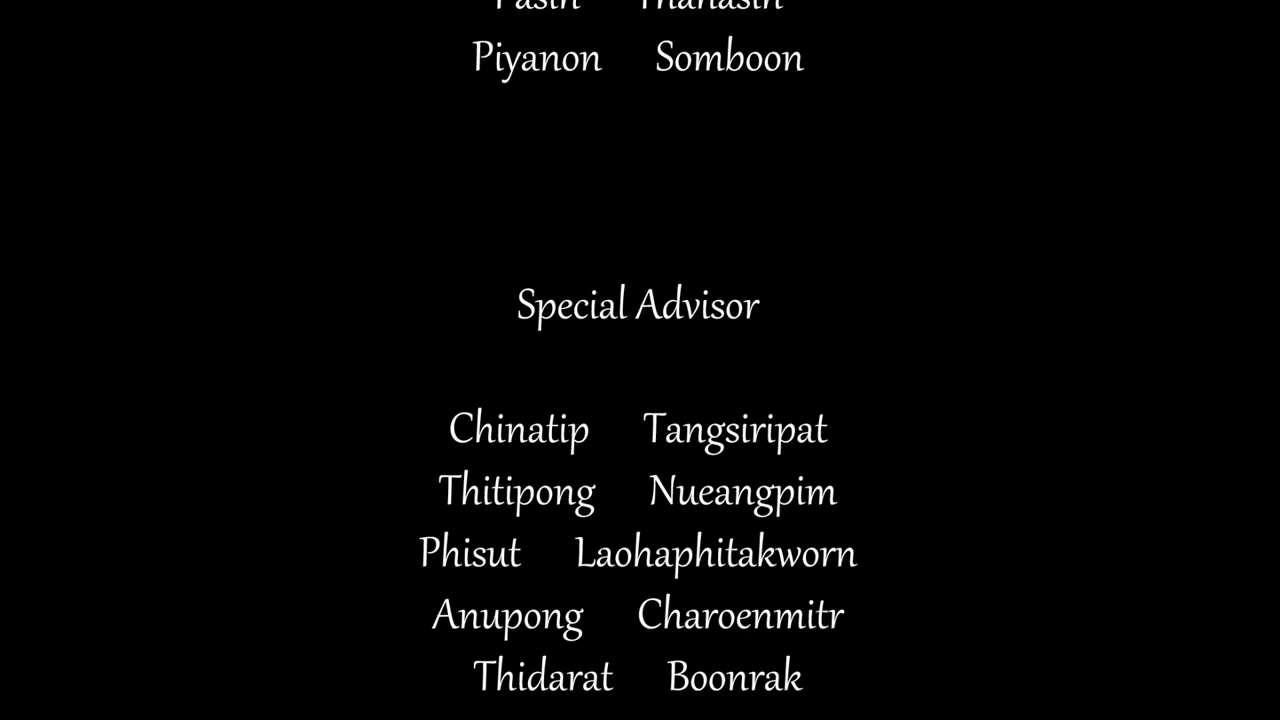 Piyanon Somboon
Special Advisor
Chinatip Tangsiripat
Thitipong Nueangpim
Phisut Laohaphitakworn
Anupong Charoenmitr
Thidarat Boonrak